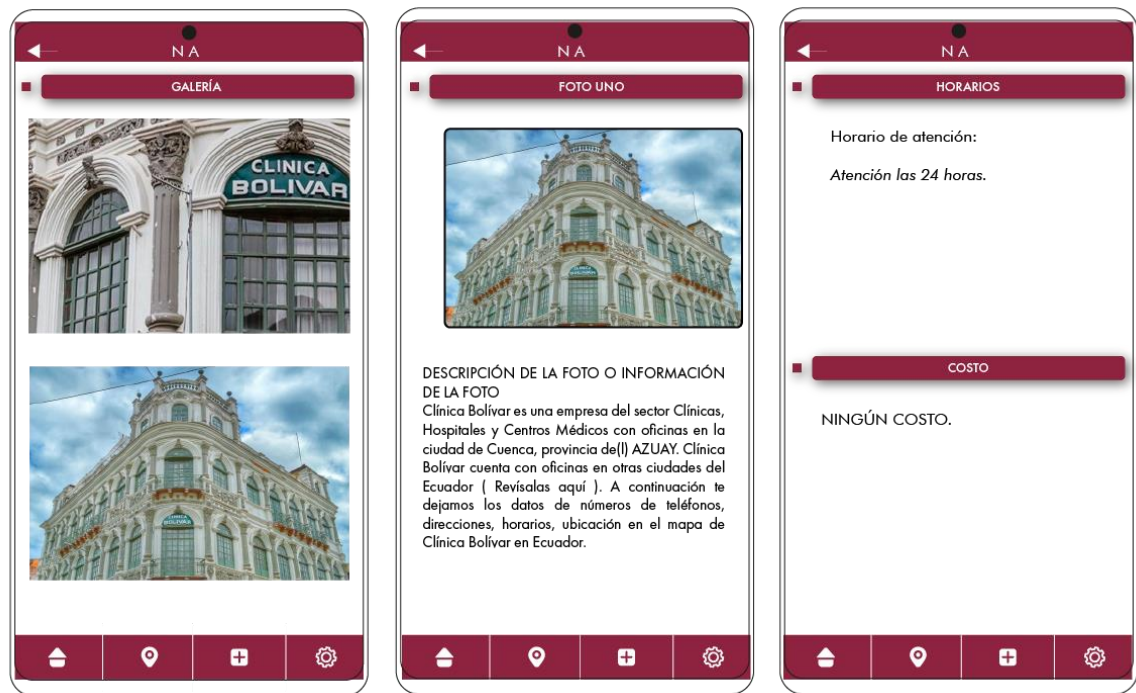 N A
GALERÍA
CLINICA
BOLIVAR
CLINICA
BOLIVAR
N A
FOTO UNO
CLINICA
BOLIVAR
DESCRIPCIÓN DE LA FOTO O INFORMACIÓN
DE LA FOTO
Clínica Bolívar es una empresa del sector Clínicas,
Hospitales y Centros Médicos con oficinas en la
ciudad de Cuenca, provincia de(l) AZUAY. Clínica
Bolívar cuenta con oficinas en otras ciudades del
Ecuador ( Revísalas aquí ). A continuación te
dejamos los datos de números de teléfonos,
direcciones, horarios, ubicación en el mapa de
Clínica Bolívar en Ecuador.
N A
HORARIOS
Horario de atención:
Atención las 24 horas.
COSTO
NINGÚN COSTO.